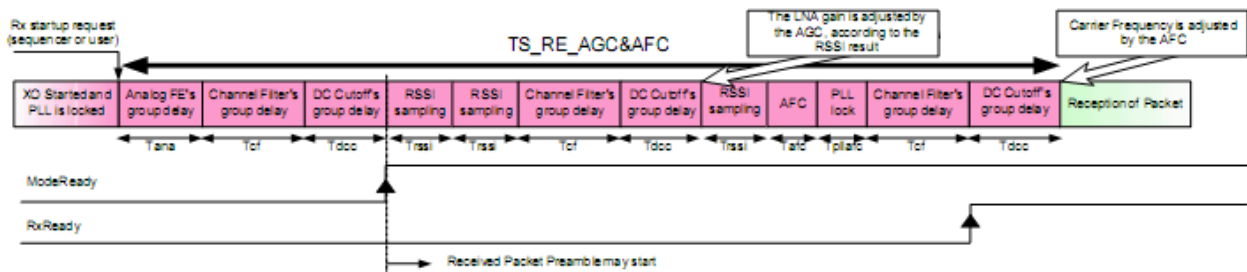 Rx startup request
(sequencer or user)
TS_RE_AGC&AFC
The LNA gain is adjusted by
the AGC, according to the
RSSI result
Carrier Frequency is adjusted
by the AFC
XO Started and
PLL is locked
Analog FE's
group delay
Channel Filter's
group delay
DC Cutoff's
group delay
RSSI
sampling
RSSI
sampling
Channel Filter's
group delay
DC Cutoff's
group delay
RSSI
sampling
AFC
PLL
lock
Channel Filter's
group delay
DC Cutoff's
group delay
Reception of Packet
Tana
Tcf
Tdcc
Trssi
Trssi
Tcf
Tdcc
Trssi
Tafc
Tpllafc
Tcf
Tdcc
ModeReady
RxReady
Received Packet Preamble may start